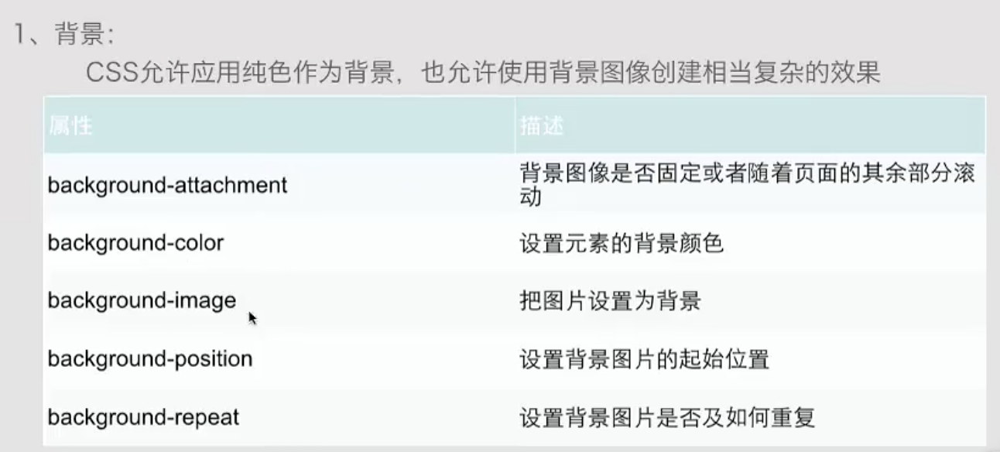 1、背景：
CSS允许应用纯色作为背景，也允许使用背景图像创建相当复杂的效果
属性 描述
background-attachment 背景图像是否固定或者随着页面的其余部分滚
动
background-color 设置元素的背景颜色
background-image 把图片设置为背景
background-position 设置背景图片的起始位置
background-repeat 设置背景图片是否及如何重复